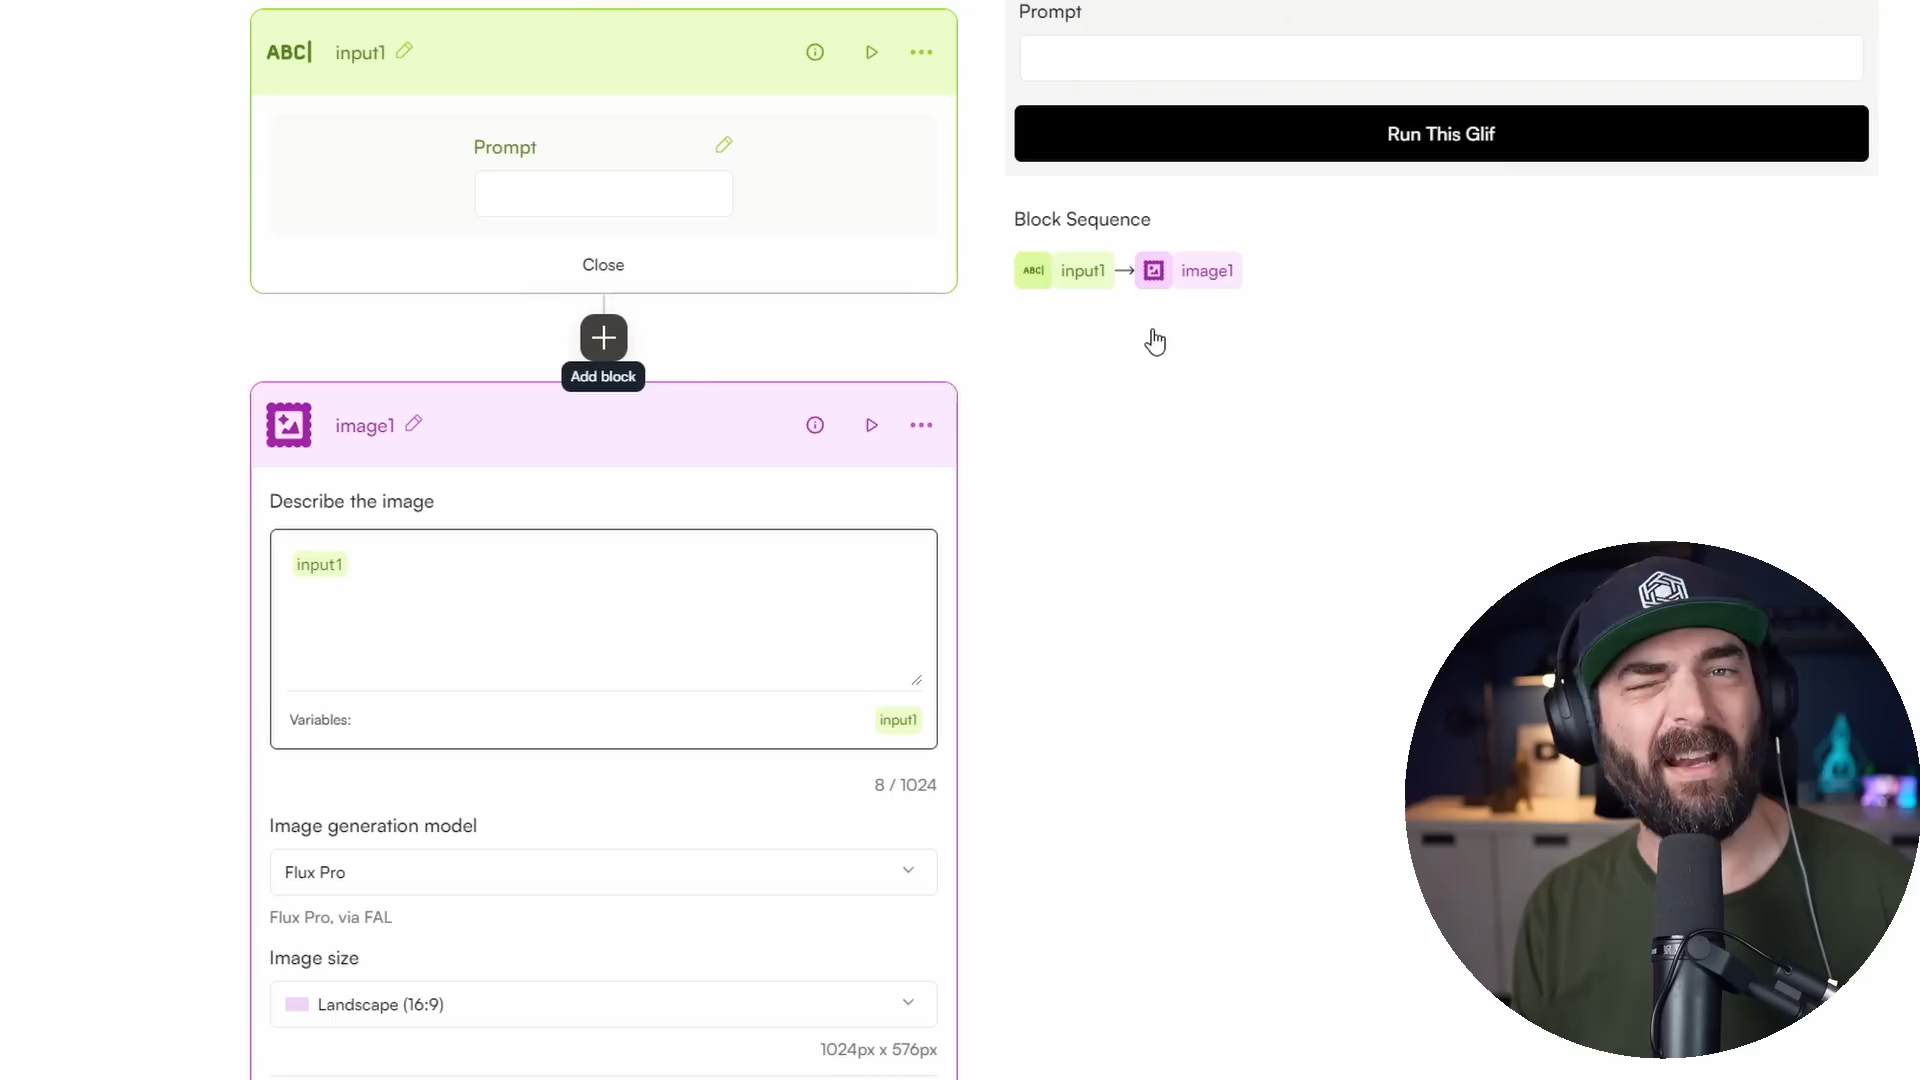 ABC| input1
Prompt
Close
Add block
image1
Describe the image
input1
Variables: input1
8 / 1024
Image generation model
Flux Pro
Flux Pro, via FAL
Image size
Landscape (16:9)
1024px x 576px
Prompt
Run This Glif
Block Sequence
ABC| input1 → image1